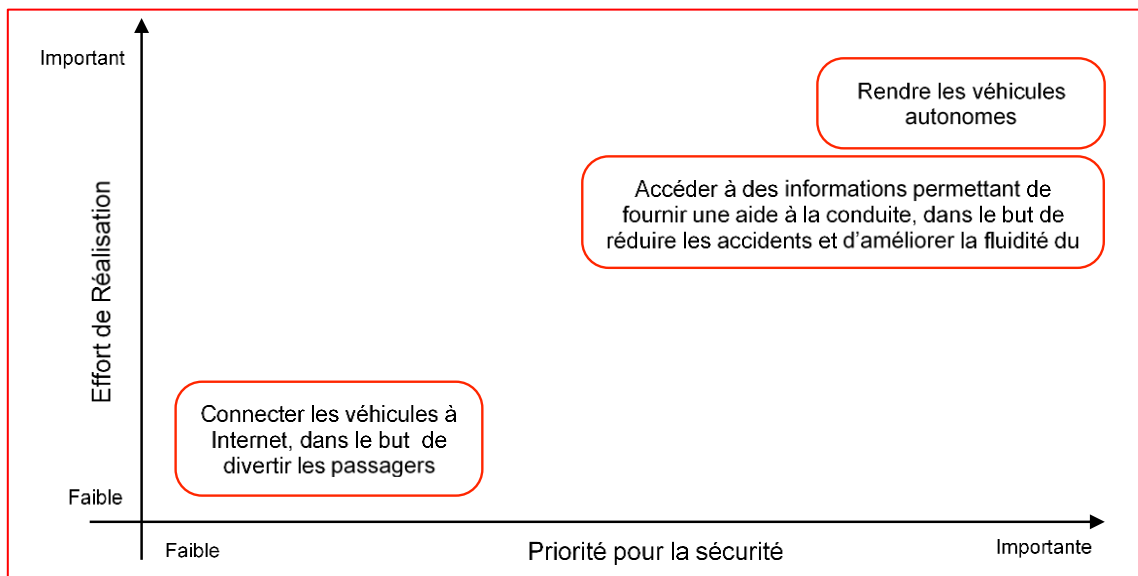 Important
Rendre les véhicules
autonomes
Accéder à des informations permettant de
fournir une aide à la conduite, dans le but de
réduire les accidents et d'améliorer la fluidité du
Effort de Réalisation
Connecter les véhicules à
Internet, dans le but de
divertir les passagers
Faible
Faible
Priorité pour la sécurité
Importante